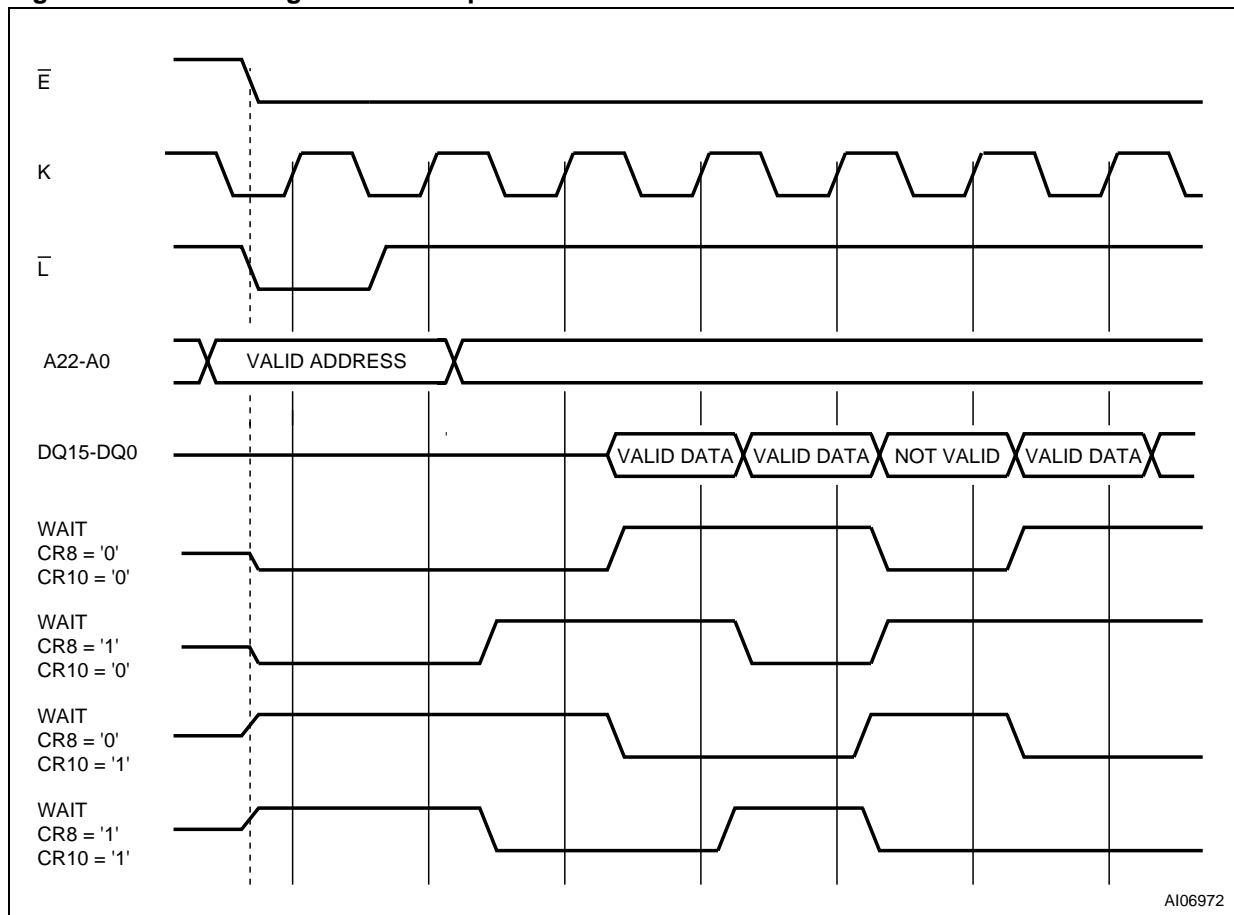 E
K
L
A22-A0
VALID ADDRESS
DQ15-DQ0
VALID DATA VALID DATA NOT VALID VALID DATA
WAIT
CR8 = '0'
CR10 = '0'
WAIT
CR8 = '1'
CR10 = '0'
WAIT
CR8 = '0'
CR10 = '1'
WAIT
CR8 = '1'
CR10 = '1'
AI06972